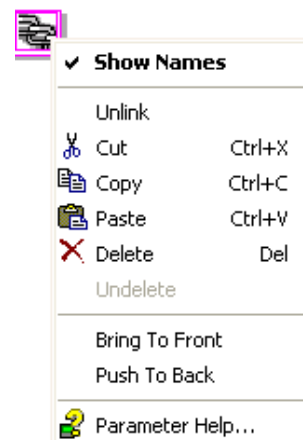 Show Names
Unlink
Cut Ctrl+X
Copy Ctrl+C
Paste Ctrl+V
Delete Del
Undelete
Bring To Front
Push To Back
Parameter Help...